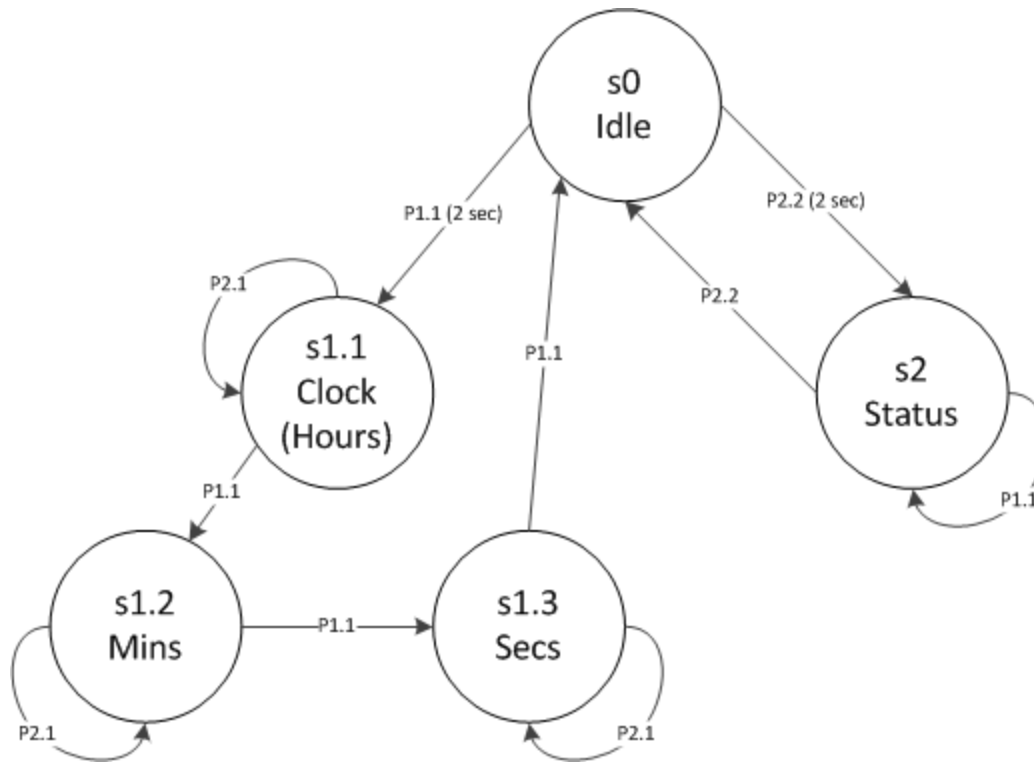 s0
Idle
P1.1 (2 sec)
P2.2 (2 sec)
P2.1
P2.2
s1.1
Clock
(Hours)
P1.1
s2
Status
P1.1
P1.1
s1.2
Mins
P1.1
s1.3
Secs
P2.1
P2.1